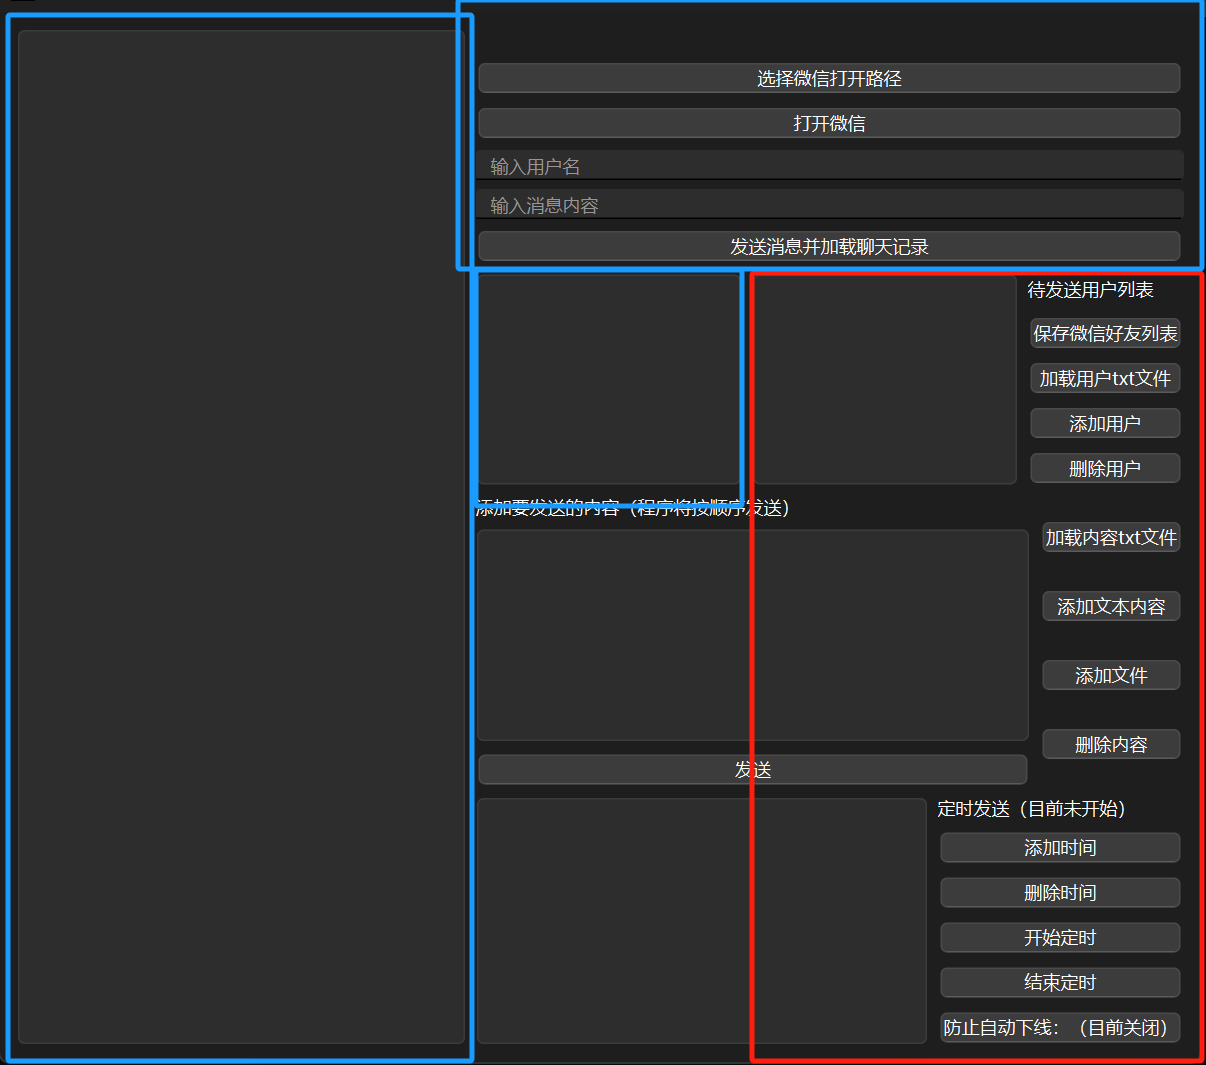 选择微信打开路径
打开微信
输入用户名
输入消息内容
发送消息并加载聊天记录
待发送用户列表
保存微信好友列表
加载用户txt文件
添加用户
删除用户
添加要发送的内容（程序将按顺序发送）
加载内容txt文件
添加文本内容
添加文件
删除内容
发送
定时发送（目前未开始）
添加时间
删除时间
开始定时
结束定时
防止自动下线：（目前关闭）